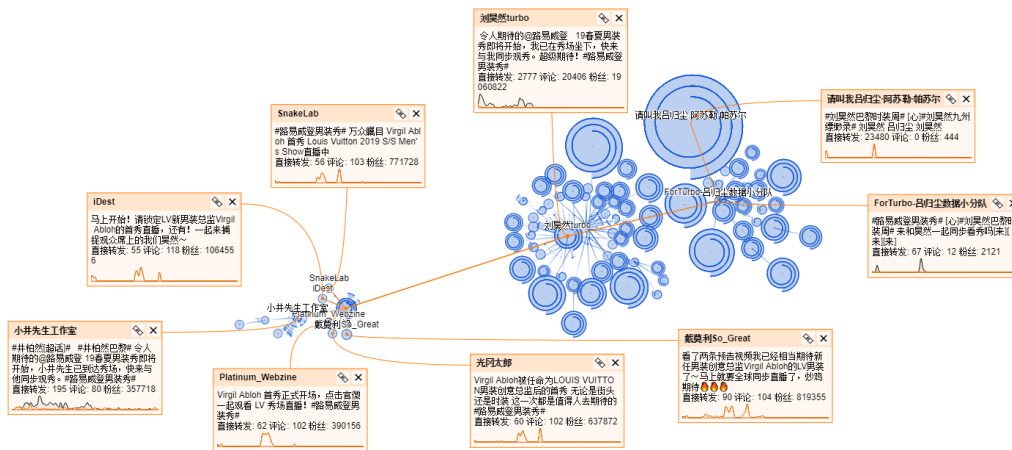 刘昊然turbo
令人期待的@路易威登 19春夏男装
秀即将开始，我已在秀场坐下，快来
与我同步观秀。超级期待！#路易威登
男装秀#
直接转发: 2777 评论: 20406 粉丝: 19
060822
请叫我吕归尘·阿苏勒·帕苏尔
#刘昊然巴黎时装周# [心]#刘昊然九州
缥缈录# 刘昊然 吕归尘 刘昊然
直接转发: 23480 评论: 0 粉丝: 444
SnakeLab
#路易威登男装秀# 万众瞩目 Virgil Abl
oh 首秀 Louis Vuitton 2019 S/S Men'
s Show直播中
直接转发: 56 评论: 103 粉丝: 771728
请叫我吕归尘·阿苏勒·帕苏尔
ForTurbo-吕归尘数据小分队
iDest
马上开始！请锁定LV新男装总监Virgil
Abloh的首秀直播，还有！一起来捕
捉观众席上的我们昊然～
直接转发: 55 评论: 118 粉丝: 106455
6
ForTurbo-吕归尘数据小分队
#路易威登男装秀# [心]#刘昊然巴黎时
装周# 来和昊然一起同步看秀吗[来][
来][来]
直接转发: 67 评论: 12 粉丝: 2121
刘昊然turbo
SnakeLab
iDest
小井先生工作室
Platinum_Webzine
戴莫利So_Great
小井先生工作室
#井柏然[超话]# #井柏然巴黎# 令人
期待的@路易威登 19春夏男装秀即将
开始，小井先生已到达秀场，快来与
他同步观秀。#路易威登男装秀#
直接转发: 195 评论: 80 粉丝: 357718
Platinum_Webzine
Virgil Abloh 首秀正式开场，点击官微
一起观看 LV 秀场直播！#路易威登男
装秀#
直接转发: 62 评论: 102 粉丝: 390156
光冈太郎
Virgil Abloh被任命为LOUIS VUITTO
N男装创意总监后的首秀 无论是街头
还是时装 这一次都是值得人去期待的
#路易威登男装秀#
直接转发: 60 评论: 102 粉丝: 637872
戴莫利So_Great
看了两条预告视频我已经相当期待新
任男装创意总监Virgil Abloh的LV男装
了～马上就要全球同步直播了，炒鸡
期待🔥🔥🔥
直接转发: 90 评论: 104 粉丝: 819355